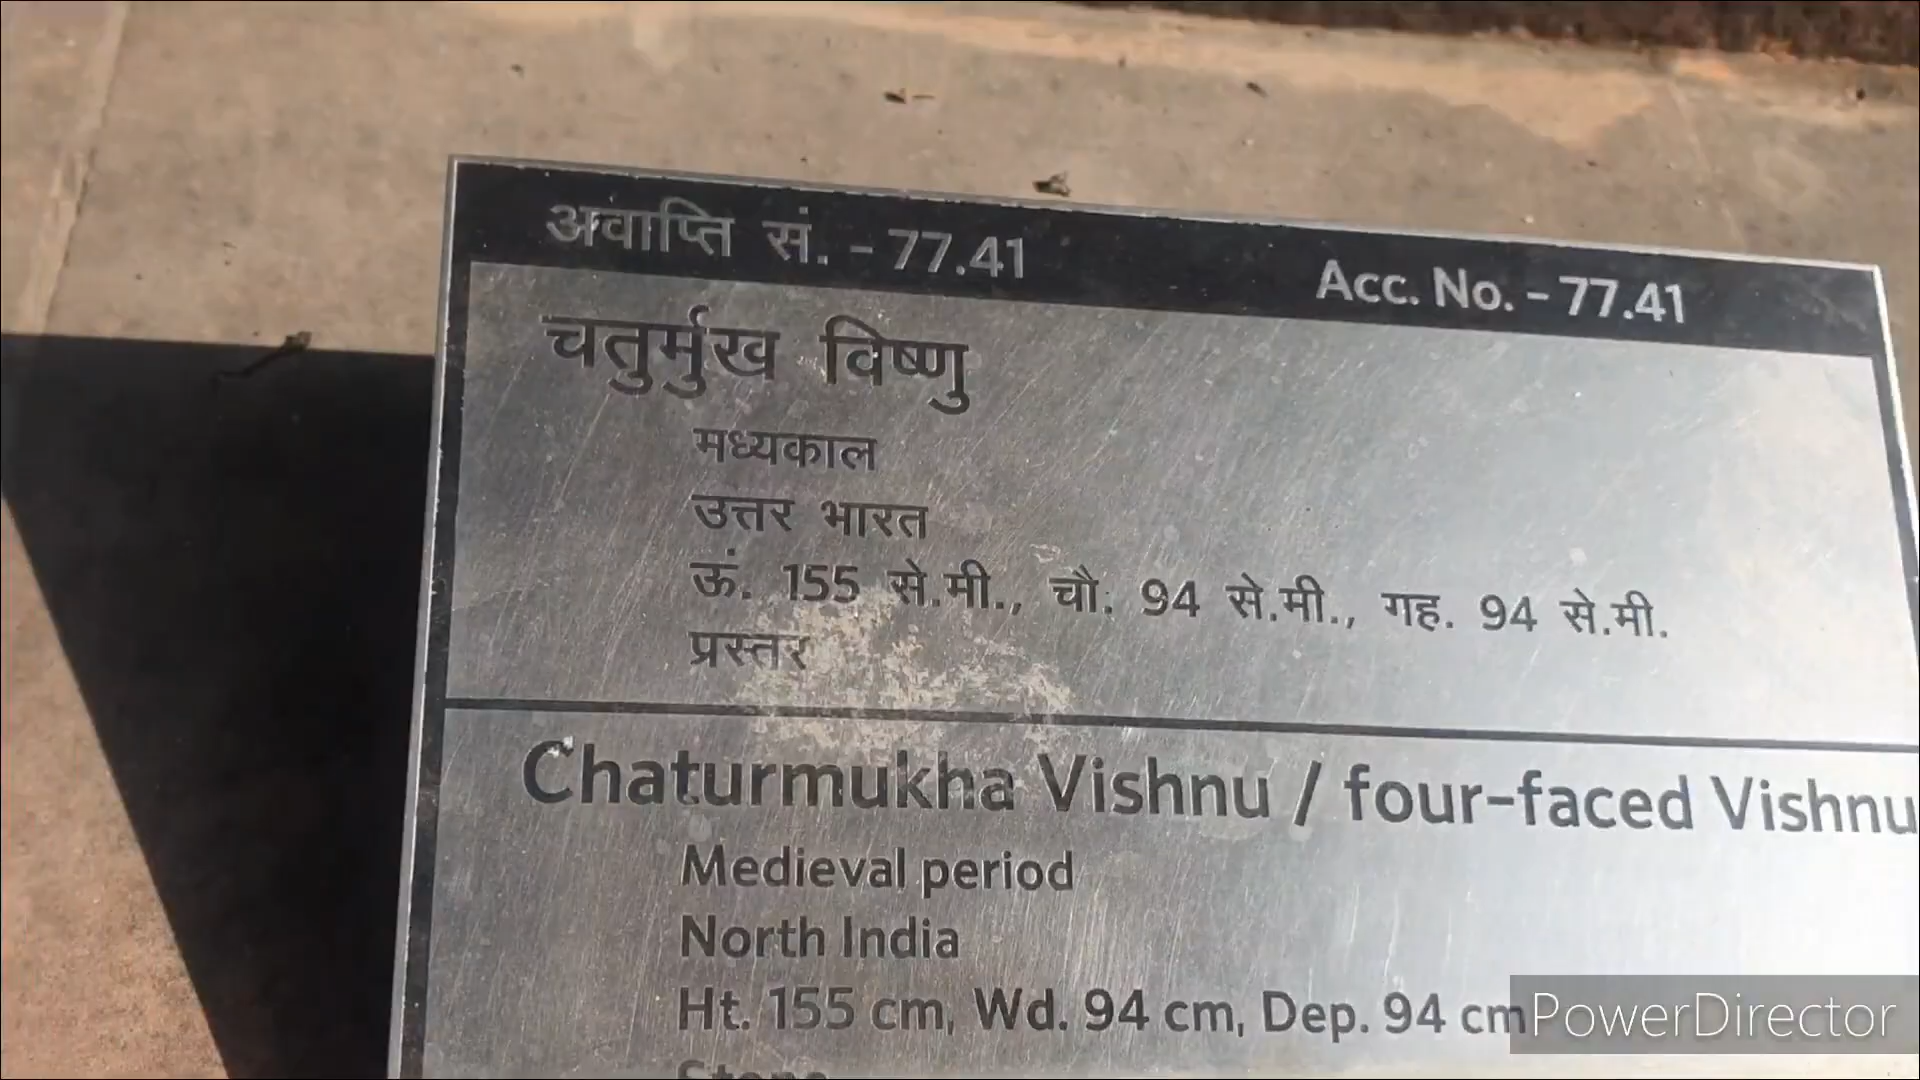 अवाप्ति सं. - 77.41
Acc. No. - 77.41
चतुर्मुख विष्णु
मध्यकाल
उत्तर भारत
ऊं. 155 से.मी., चौ. 94 से.मी., गह. 94 से.मी.
प्रस्तर
Chaturmukha Vishnu / four-faced Vishnu
Medieval period
North India
Ht. 155 cm, Wd. 94 cm, Dep. 94 cm
PowerDirector